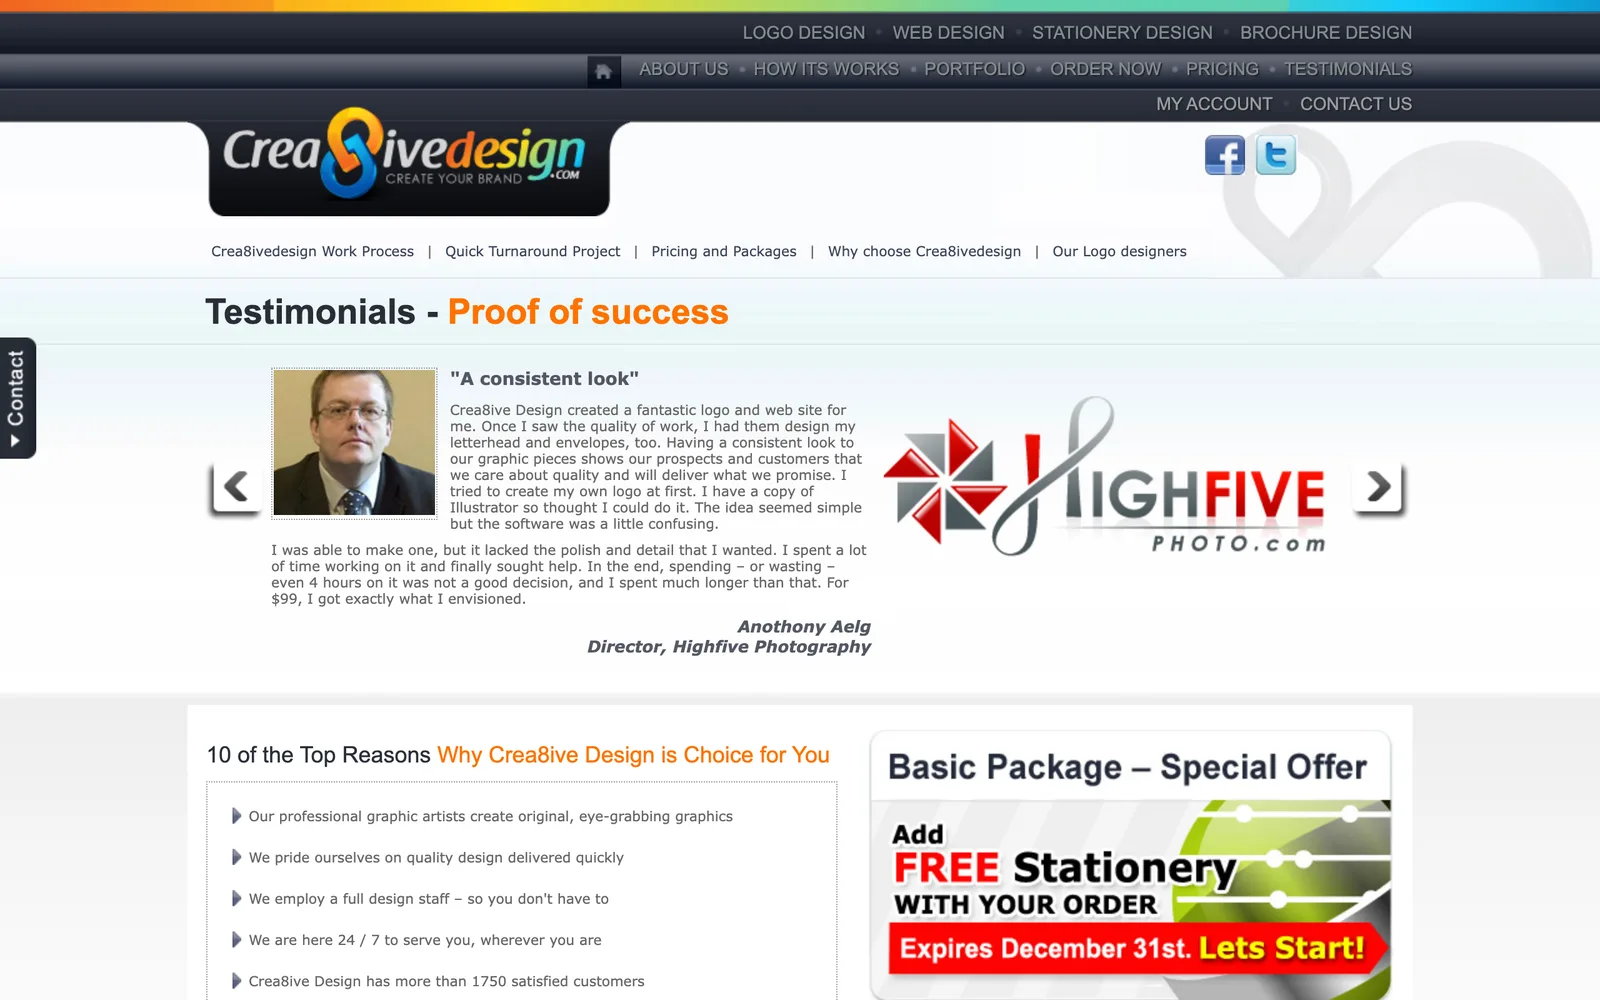 LOGO DESIGN • WEB DESIGN • STATIONERY DESIGN • BROCHURE DESIGN
ABOUT US • HOW ITS WORKS • PORTFOLIO • ORDER NOW • PRICING • TESTIMONIALS
MY ACCOUNT • CONTACT US
Crea8ivedesign.COM
CREATE YOUR BRAND
Crea8ivedesign Work Process | Quick Turnaround Project | Pricing and Packages | Why choose Crea8ivedesign | Our Logo designers
Testimonials - Proof of success
Contact
"A consistent look"
Crea8ive Design created a fantastic logo and web site for
me. Once I saw the quality of work, I had them design my
letterhead and envelopes, too. Having a consistent look to
our graphic pieces shows our prospects and customers that
we care about quality and will deliver what we promise. I
tried to create my own logo at first. I have a copy of
Illustrator so thought I could do it. The idea seemed simple
but the software was a little confusing.
I was able to make one, but it lacked the polish and detail that I wanted. I spent a lot
of time working on it and finally sought help. In the end, spending – or wasting –
even 4 hours on it was not a good decision, and I spent much longer than that. For
$99, I got exactly what I envisioned.
Anothony Aelg
Director, Highfive Photography
HIGHFIVE
PHOTO.com
10 of the Top Reasons Why Crea8ive Design is Choice for You
Our professional graphic artists create original, eye-grabbing graphics
We pride ourselves on quality design delivered quickly
We employ a full design staff – so you don't have to
We are here 24 / 7 to serve you, wherever you are
Crea8ive Design has more than 1750 satisfied customers
Basic Package – Special Offer
Add
FREE Stationery
WITH YOUR ORDER
Expires December 31st. Lets Start!